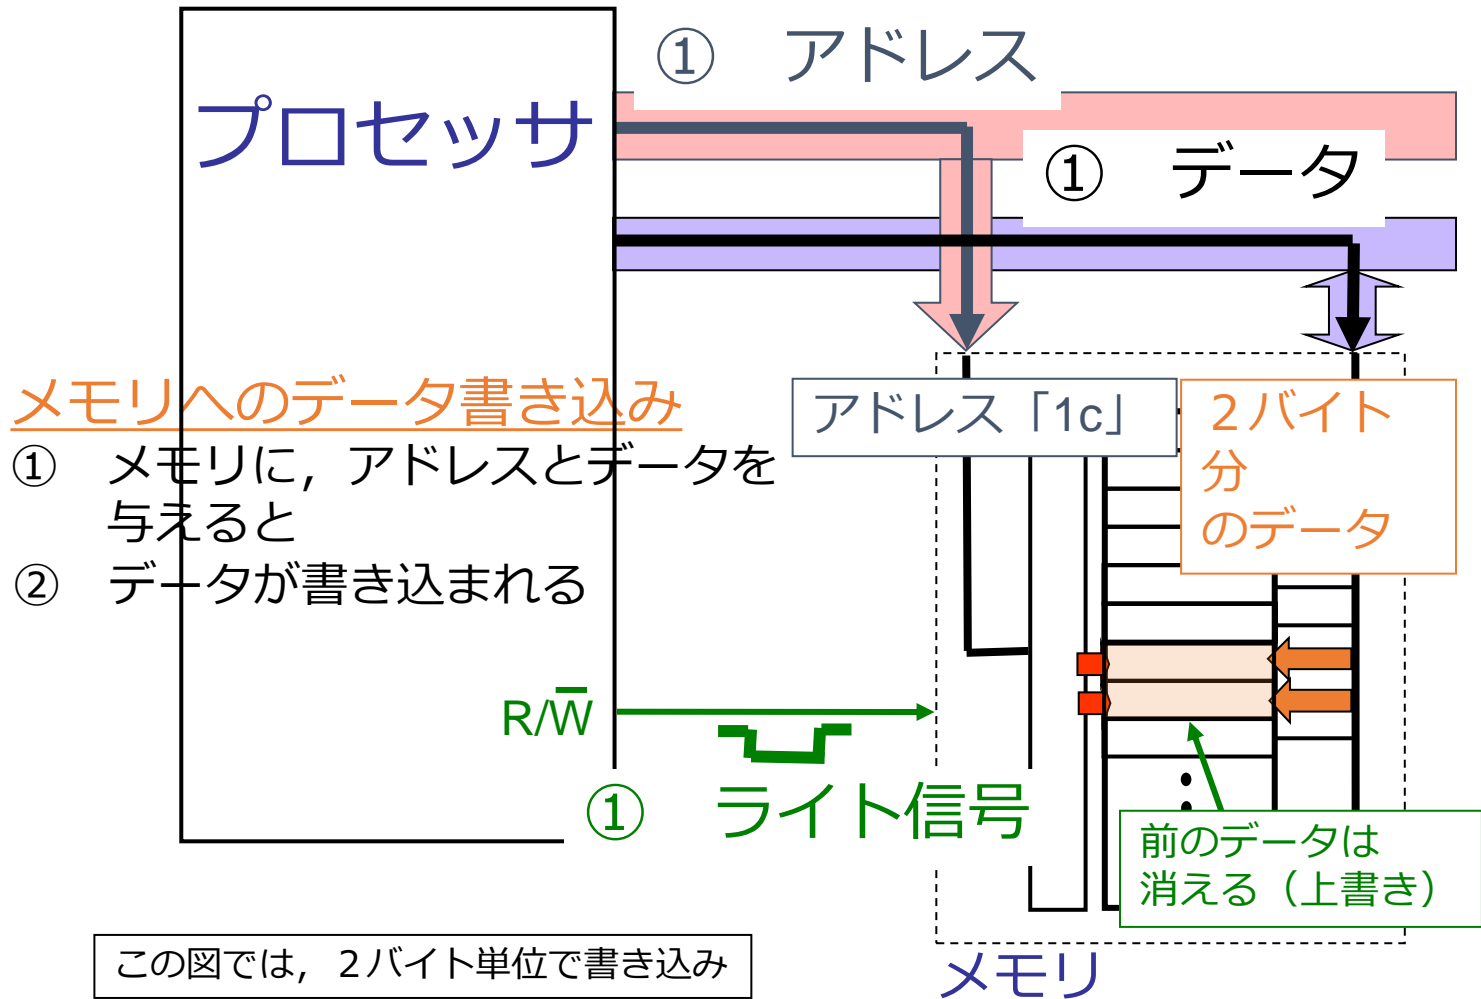 ① アドレス
プロセッサ
① データ
メモリへのデータ書き込み
① メモリに，アドレスとデータを
与えると
② データが書き込まれる
アドレス「1c」
２バイト
分
のデータ
R/W̅
① ライト信号
前のデータは
消える（上書き）
この図では，２バイト単位で書き込み
メモリ